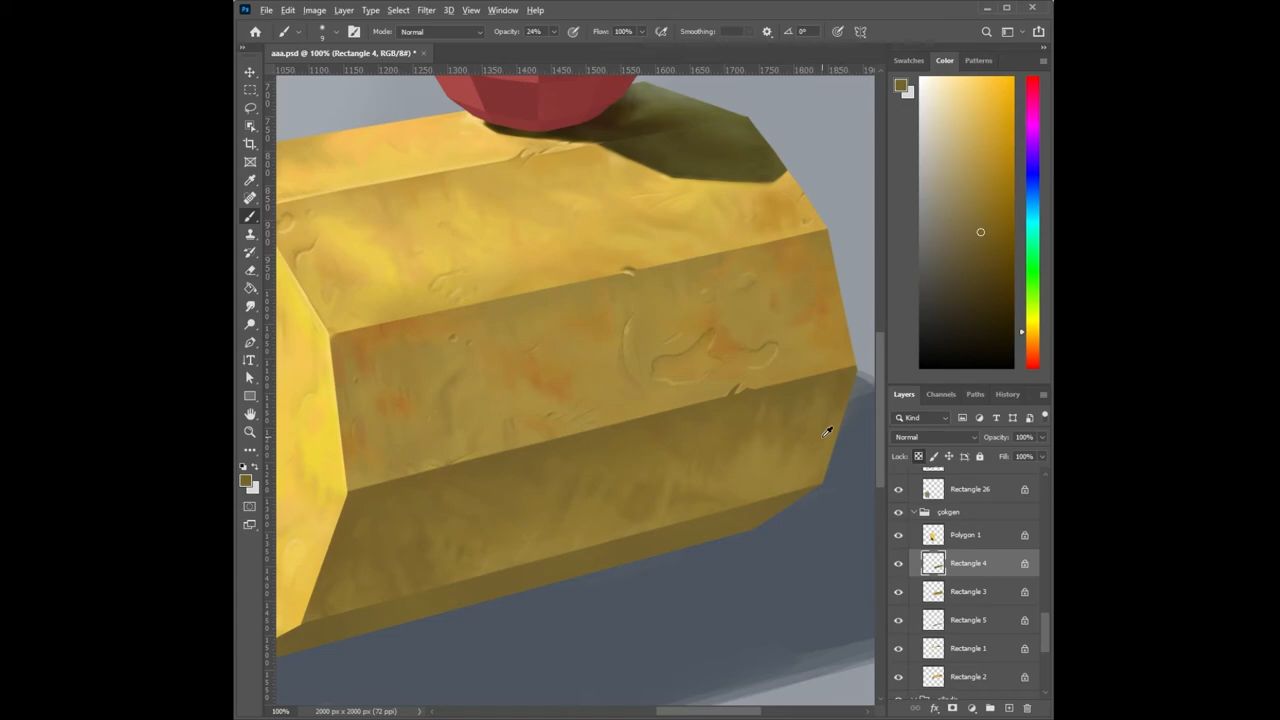 Ps File Edit Image Layer Type Select Filter 3D View Window Help
9 Mode: Normal Opacity: 24% Flow: 100% Smoothing: 0°
aaa.psd @ 100% (Rectangle 4, RGB/8#) * ×
1050 1100 1150 1200 1250 1300 1350 1400 1450 1500 1550 1600 1650 1700 1750 1800 1850
Swatches Color Patterns
Layers Channels Paths History
Kind
Normal Opacity: 100%
Lock: Fill: 100%
Rectangle 26
çokgen
Polygon 1
Rectangle 4
Rectangle 3
Rectangle 5
Rectangle 1
Rectangle 2
100% 2000 px x 2000 px (72 ppi)